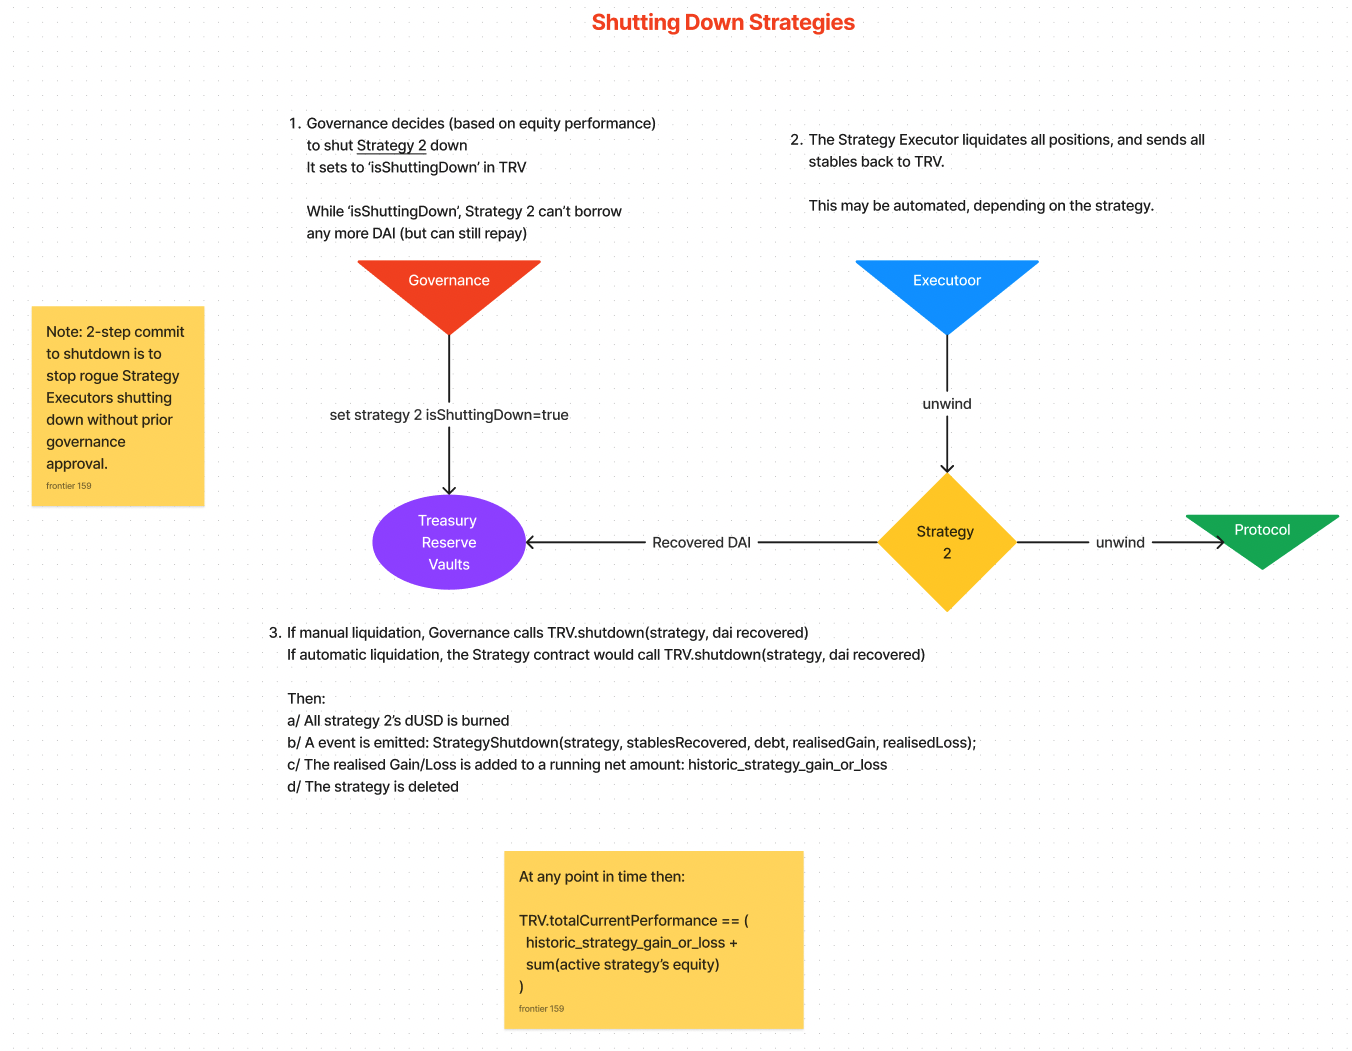 Shutting Down Strategies
1. Governance decides (based on equity performance)
to shut Strategy 2 down
It sets to ‘isShuttingDown’ in TRV
While ‘isShuttingDown’, Strategy 2 can’t borrow
any more DAI (but can still repay)
2. The Strategy Executor liquidates all positions, and sends all
stables back to TRV.
This may be automated, depending on the strategy.
Governance
Executoor
Note: 2-step commit
to shutdown is to
stop rogue Strategy
Executors shutting
down without prior
governance
approval.
frontier 159
set strategy 2 isShuttingDown=true
unwind
Treasury
Reserve
Vaults
Recovered DAI
Strategy
2
unwind
Protocol
3. If manual liquidation, Governance calls TRV.shutdown(strategy, dai recovered)
If automatic liquidation, the Strategy contract would call TRV.shutdown(strategy, dai recovered)
Then:
a/ All strategy 2’s dUSD is burned
b/ A event is emitted: StrategyShutdown(strategy, stablesRecovered, debt, realisedGain, realisedLoss);
c/ The realised Gain/Loss is added to a running net amount: historic_strategy_gain_or_loss
d/ The strategy is deleted
At any point in time then:
TRV.totalCurrentPerformance == (
historic_strategy_gain_or_loss +
sum(active strategy’s equity)
)
frontier 159